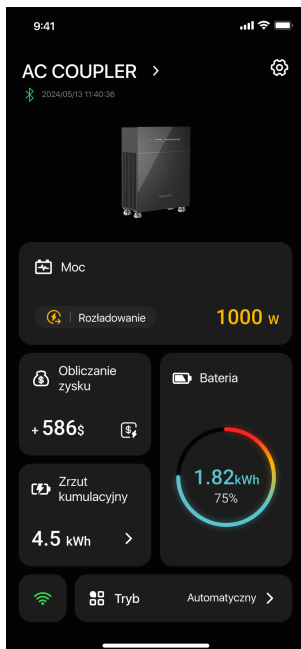 9:41
AC COUPLER
2024/05/13 11:40:36
Moc
Rozładowanie
1000 w
Obliczanie
zysku
+ 586$
Bateria
1.82kWh
75%
Zrzut
kumulacyjny
4.5 kWh
Tryb
Automatyczny